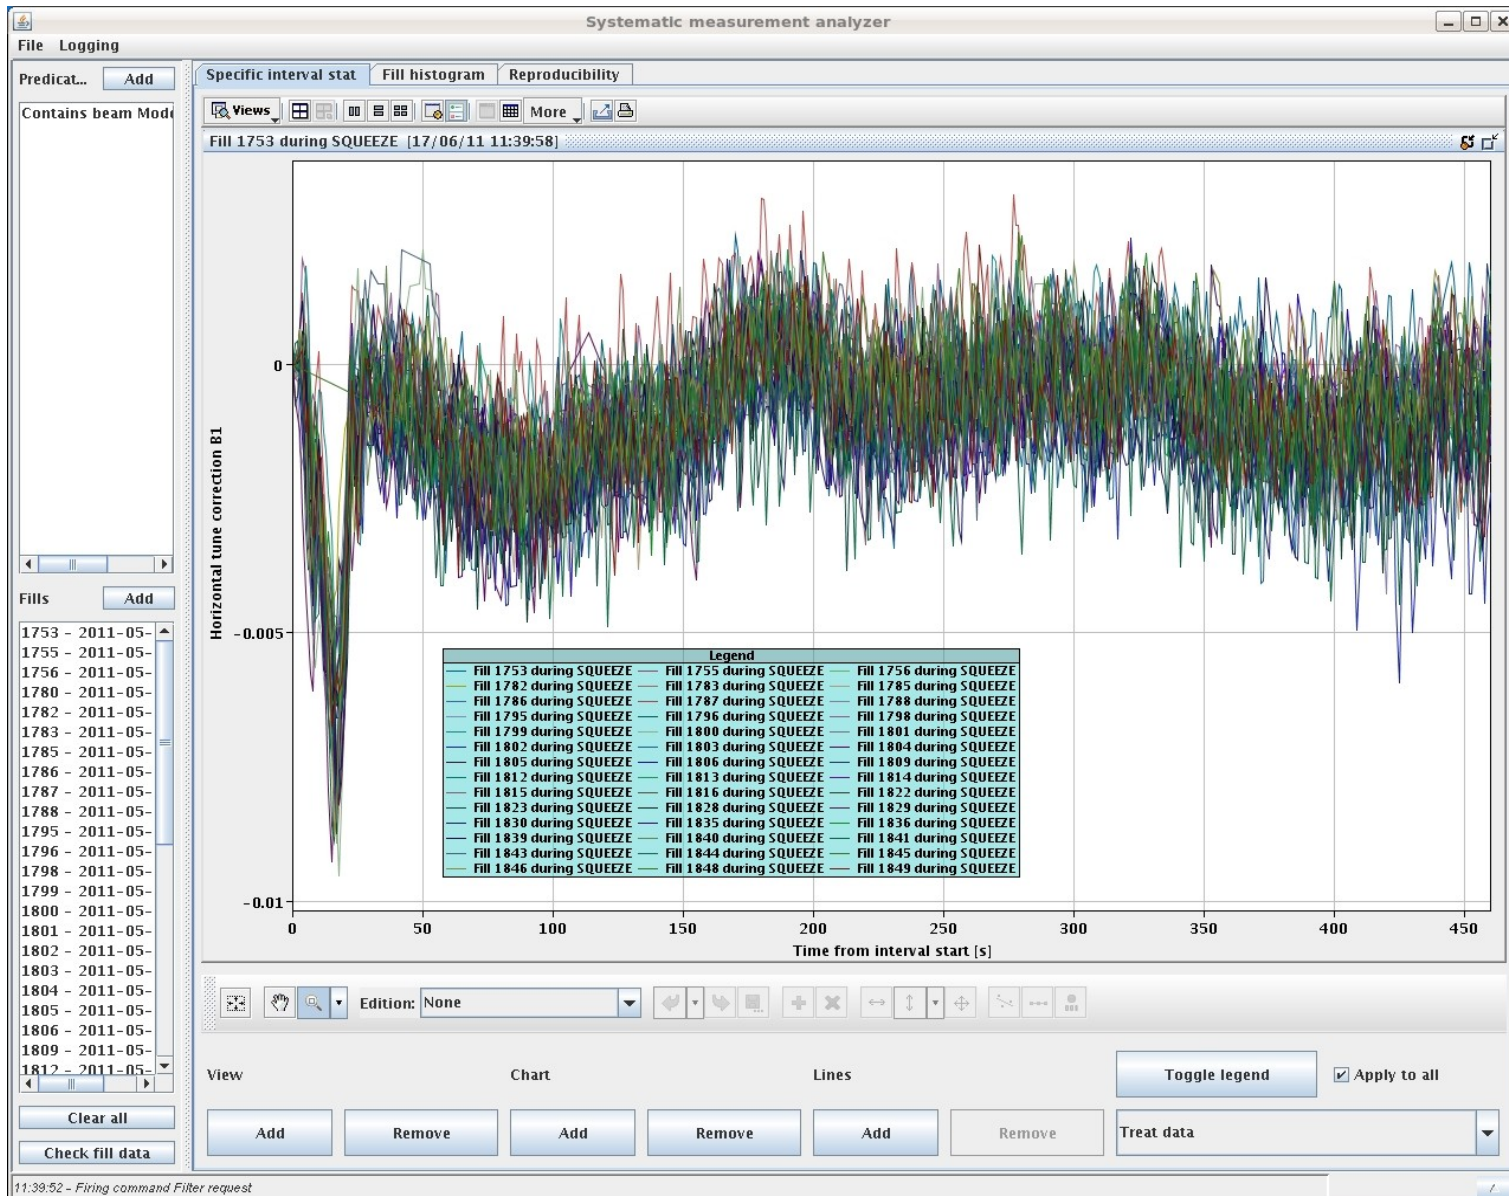 Systematic measurement analyzer
File Logging
Predicat... Add
Contains beam Mod
Fills Add
1753 - 2011-05-
1755 - 2011-05-
1756 - 2011-05-
1780 - 2011-05-
1782 - 2011-05-
1783 - 2011-05-
1785 - 2011-05-
1786 - 2011-05-
1787 - 2011-05-
1788 - 2011-05-
1795 - 2011-05-
1796 - 2011-05-
1798 - 2011-05-
1799 - 2011-05-
1800 - 2011-05-
1801 - 2011-05-
1802 - 2011-05-
1803 - 2011-05-
1804 - 2011-05-
1805 - 2011-05-
1806 - 2011-05-
1809 - 2011-05-
1812 - 2011-05-
Clear all
Check fill data
Specific interval stat Fill histogram Reproducibility
Views More
Fill 1753 during SQUEEZE [17/06/11 11:39:58]
Horizontal tune correction B1
0
-0.005
-0.01
Legend
Fill 1753 during SQUEEZE Fill 1755 during SQUEEZE Fill 1756 during SQUEEZE
Fill 1782 during SQUEEZE Fill 1783 during SQUEEZE Fill 1785 during SQUEEZE
Fill 1786 during SQUEEZE Fill 1787 during SQUEEZE Fill 1788 during SQUEEZE
Fill 1795 during SQUEEZE Fill 1796 during SQUEEZE Fill 1798 during SQUEEZE
Fill 1799 during SQUEEZE Fill 1800 during SQUEEZE Fill 1801 during SQUEEZE
Fill 1802 during SQUEEZE Fill 1803 during SQUEEZE Fill 1804 during SQUEEZE
Fill 1805 during SQUEEZE Fill 1806 during SQUEEZE Fill 1809 during SQUEEZE
Fill 1812 during SQUEEZE Fill 1813 during SQUEEZE Fill 1814 during SQUEEZE
Fill 1815 during SQUEEZE Fill 1816 during SQUEEZE Fill 1822 during SQUEEZE
Fill 1823 during SQUEEZE Fill 1828 during SQUEEZE Fill 1829 during SQUEEZE
Fill 1830 during SQUEEZE Fill 1835 during SQUEEZE Fill 1836 during SQUEEZE
Fill 1839 during SQUEEZE Fill 1840 during SQUEEZE Fill 1841 during SQUEEZE
Fill 1843 during SQUEEZE Fill 1844 during SQUEEZE Fill 1845 during SQUEEZE
Fill 1846 during SQUEEZE Fill 1848 during SQUEEZE Fill 1849 during SQUEEZE
0 50 100 150 200 250 300 350 400 450
Time from interval start [s]
Edition: None
View Chart Lines Toggle legend Apply to all
Add Remove Add Remove Add Remove Treat data
11:39:52 - Firing command Filter request